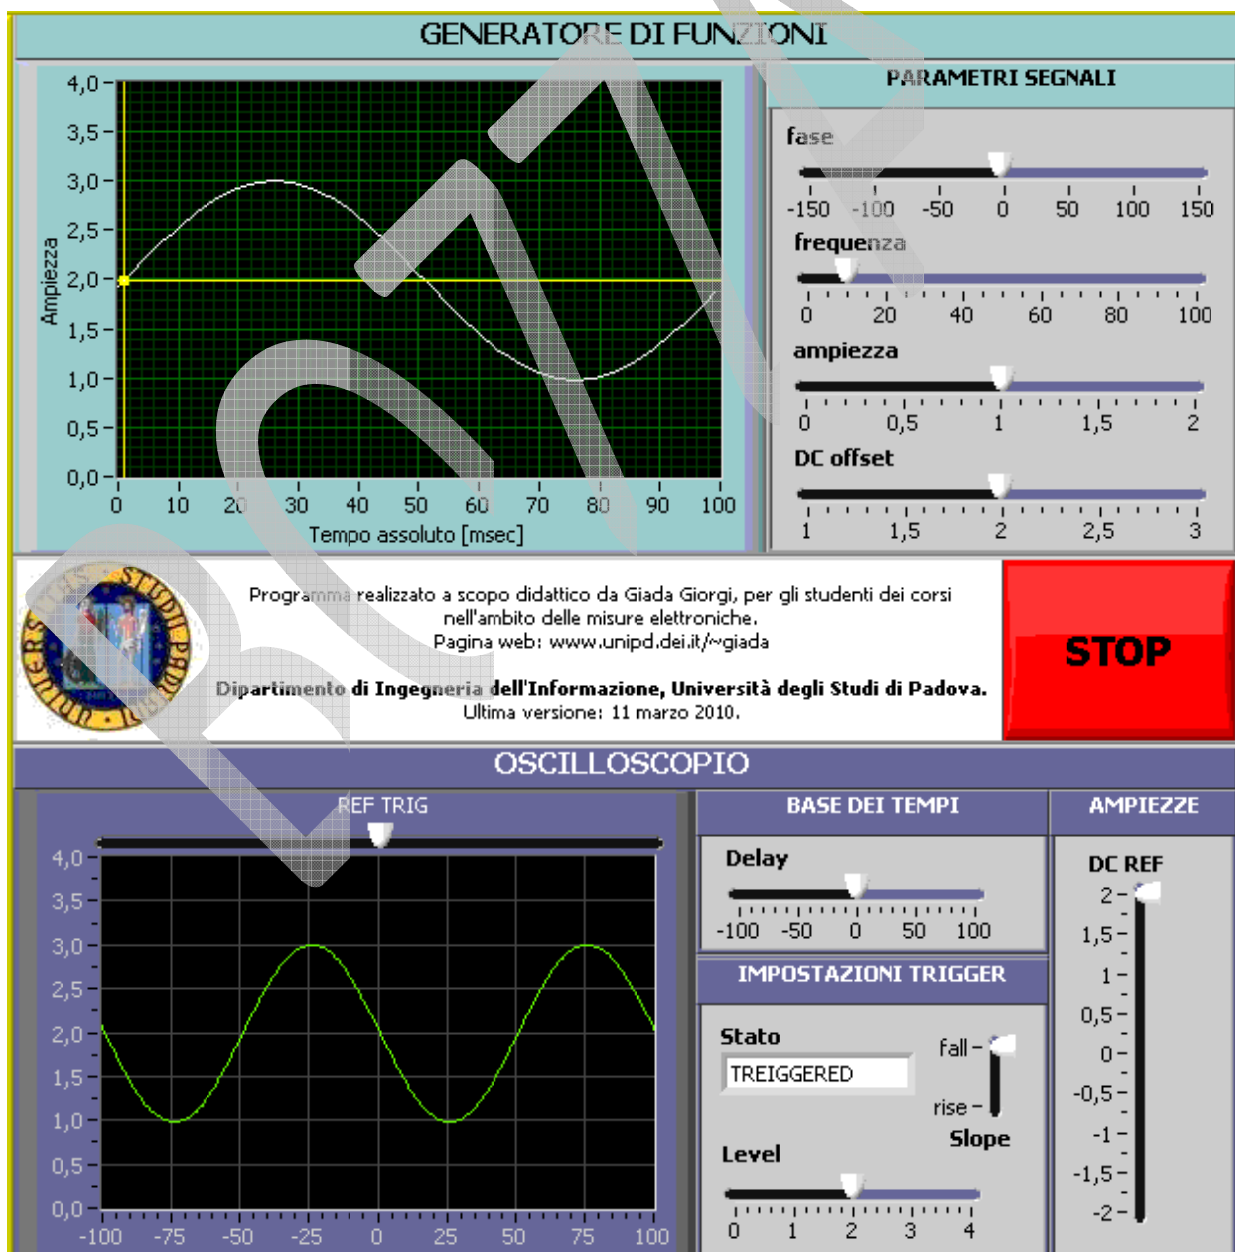 GENERATORE DI FUNZIONI
4,0
3,5
3,0
2,5
2,0
1,5
1,0
0,5
0,0
Ampiezza
0 10 20 30 40 50 60 70 80 90 100
Tempo assoluto [msec]
PARAMETRI SEGNALI
fase
-150 -100 -50 0 50 100 150
frequenza
0 20 40 60 80 100
ampiezza
0 0,5 1 1,5 2
DC offset
1 1,5 2 2,5 3
Programma realizzato a scopo didattico da Giada Giorgi, per gli studenti dei corsi
nell'ambito delle misure elettroniche.
Pagina web: www.unipd.dei.it/~giada
Dipartimento di Ingegneria dell'Informazione, Università degli Studi di Padova.
Ultima versione: 11 marzo 2010.
STOP
OSCILLOSCOPIO
REF TRIG
4,0
3,5
3,0
2,5
2,0
1,5
1,0
0,5
0,0
-100 -75 -50 -25 0 25 50 75 100
BASE DEI TEMPI
Delay
-100 -50 0 50 100
IMPOSTAZIONI TRIGGER
Stato
TREIGGERED
fall
rise
Slope
Level
0 1 2 3 4
AMPIEZZE
DC REF
2
1,5
1
0,5
0
-0,5
-1
-1,5
-2